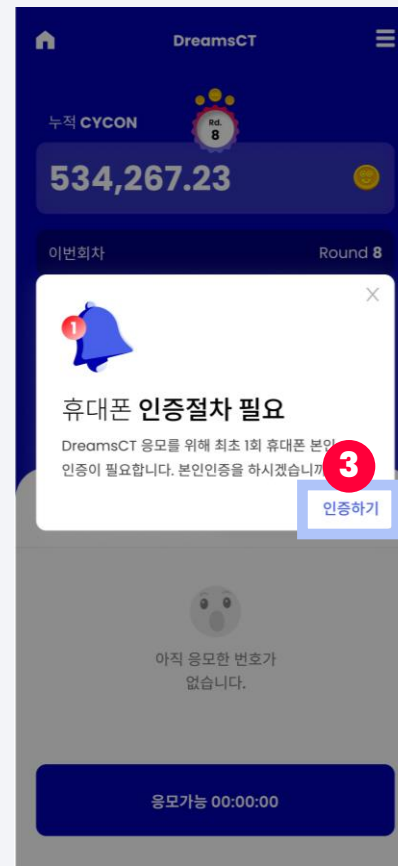 DreamsCT
누적 CYCON
Rd.
8
534,267.23
이번회차 Round 8
1
휴대폰 인증절차 필요
DreamsCT 응모를 위해 최초 1회 휴대폰 본인
인증이 필요합니다. 본인인증을 하시겠습니까
3
인증하기
아직 응모한 번호가
없습니다.
응모가능 00:00:00